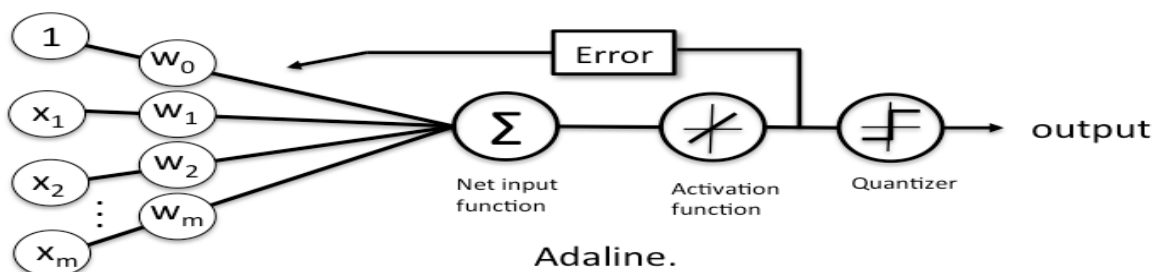 1
w₀
Error
x₁
w₁
Σ
output
x₂
w₂
Net input
function
Activation
function
Quantizer
⋮
wₘ
xₘ
Adaline.